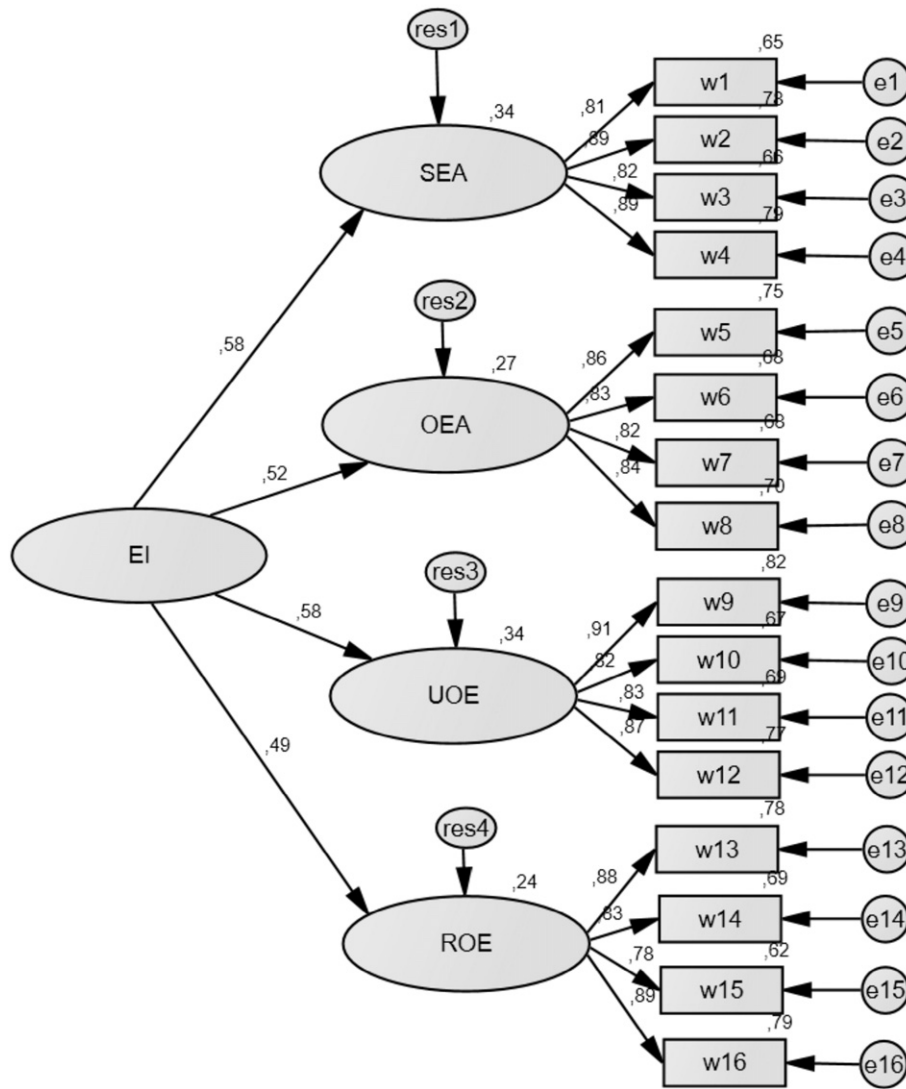 res1
,65
w1
e1
,81
,34
,78
w2
e2
,89
SEA
,66
w3
e3
,82
,79
w4
e4
,89
res2
,75
w5
e5
,58
,86
,27
,68
w6
e6
,83
OEA
,68
w7
e7
,82
,52
,70
w8
e8
,84
EI
res3
,82
w9
e9
,58
,91
,34
,67
w10
e10
,82
UOE
,69
w11
e11
,83
,77
w12
e12
,87
,49
res4
,78
w13
e13
,88
,24
,69
w14
e14
,83
ROE
,62
w15
e15
,78
,79
w16
e16
,89